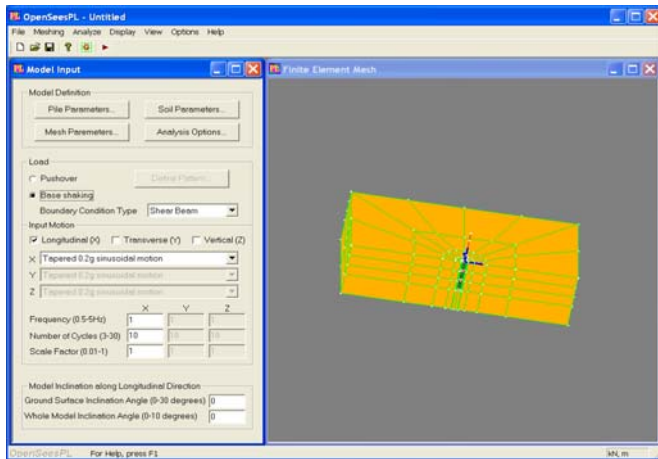 OpenSeesPL - Untitled
File Meshing Analyze Display View Options Help
Model Input
Model Definition
Pile Parameters... Soil Parameters...
Mesh Paremeters... Analysis Options...
Load
Pushover Define Pattern...
Base shaking
Boundary Condition Type Shear Beam
Input Motion
Longitudinal (X) Transverse (Y) Vertical (Z)
X Tapered 0.2g sinusoidal motion
Y Tapered 0.2g sinusoidal motion
Z Tapered 0.2g sinusoidal motion
X Y Z
Frequency (0.5-5Hz) 1
Number of Cycles (3-30) 10 10 10
Scale Factor (0.01-1) 1
Model Inclination along Longitudinal Direction
Ground Surface Inclination Angle (0-30 degrees) 0
Whole Model Inclination Angle (0-10 degrees) 0
Finite Element Mesh
OpenSeesPL For Help, press F1 kN, m